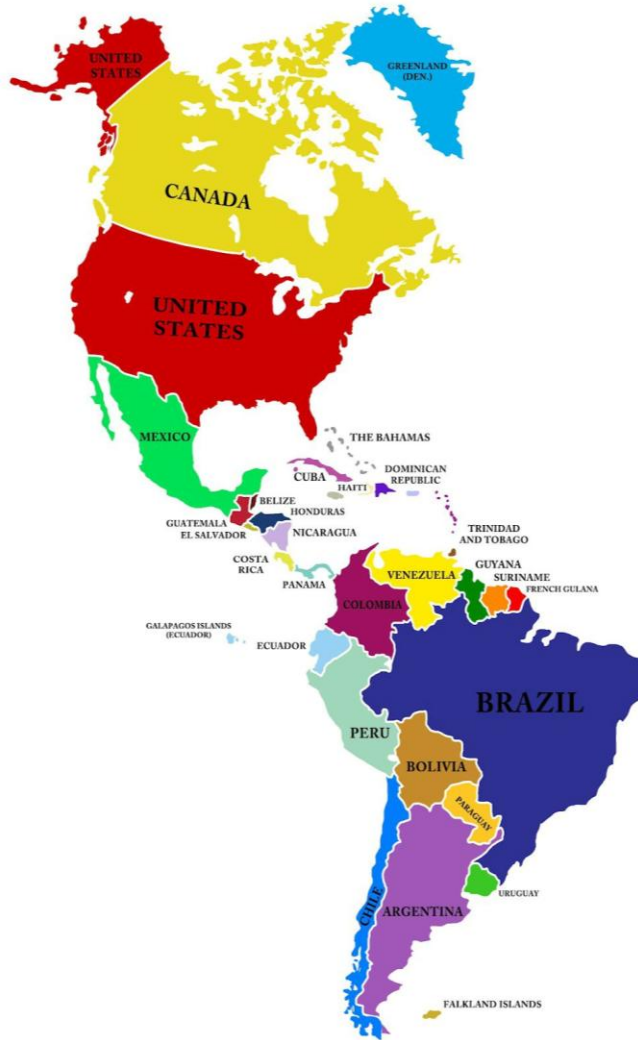 UNITED
STATES
GREENLAND
(DEN.)
CANADA
UNITED
STATES
MEXICO
THE BAHAMAS
CUBA
HAITI
DOMINICAN
REPUBLIC
BELIZE
HONDURAS
GUATEMALA
EL SALVADOR
NICARAGUA
TRINIDAD
AND TOBAGO
COSTA
RICA
PANAMA
VENEZUELA
GUYANA
SURINAME
FRENCH GULANA
COLOMBIA
GALAPAGOS ISLANDS
(ECUADOR)
ECUADOR
BRAZIL
PERU
BOLIVIA
PARAGUAY
URUGUAY
CHILE
ARGENTINA
FALKLAND ISLANDS